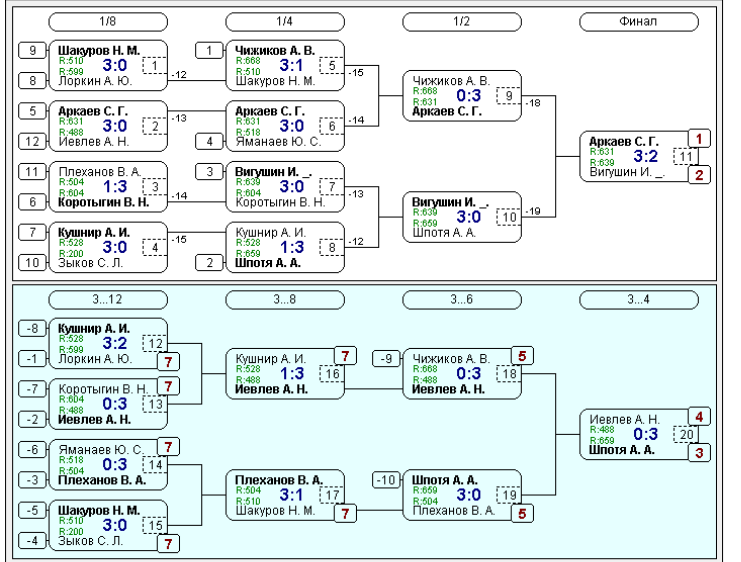 1/8 1/4 1/2 Финал
9 Шакуров Н. М. R:510 R:599 3:0 1 8 Лоркин А. Ю. -12
1 Чижиков А. В. R:668 R:510 3:1 5 Шакуров Н. М. -15
Чижиков А. В. R:668 R:631 0:3 9 Аркаев С. Г. -18
5 Аркаев С. Г. R:631 R:488 3:0 2 12 Иевлев А. Н. -13
Аркаев С. Г. R:631 R:518 3:0 6 4 Яманаев Ю. С. -14
Аркаев С. Г. 1 R:631 R:639 3:2 11 Вигушин И. _. 2
11 Плеханов В. А. R:504 R:604 1:3 3 6 Коротыгин В. Н. -14
3 Вигушин И. _. R:639 R:604 3:0 7 Коротыгин В. Н. -13
Вигушин И. _. R:639 R:659 3:0 10 Шпотя А. А. -19
7 Кушнир А. И. R:528 R:200 3:0 4 10 Зыков С. Л. -15
Кушнир А. И. R:528 R:659 1:3 8 2 Шпотя А. А. -12
3...12 3...8 3...6 3...4
-8 Кушнир А. И. R:528 R:599 3:2 12 -1 Лоркин А. Ю. 7
Кушнир А. И. 7 R:528 R:488 1:3 16 Иевлев А. Н.
-9 Чижиков А. В. 5 R:668 R:488 0:3 18 Иевлев А. Н.
-7 Коротыгин В. Н. 7 R:604 R:488 0:3 13 -2 Иевлев А. Н.
Иевлев А. Н. 4 R:488 R:659 0:3 20 Шпотя А. А. 3
-6 Яманаев Ю. С. 7 R:518 R:504 0:3 14 -3 Плеханов В. А.
Плеханов В. А. R:504 R:510 3:1 17 Шакуров Н. М. 7
-10 Шпотя А. А. R:659 R:504 3:0 19 Плеханов В. А. 5
-5 Шакуров Н. М. R:510 R:200 3:0 15 -4 Зыков С. Л. 7